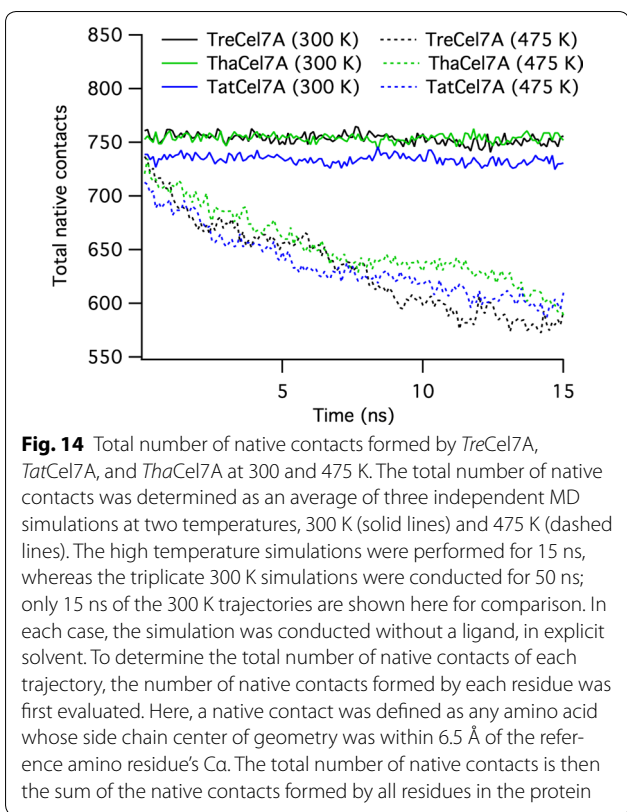 850
TreCel7A (300 K) TreCel7A (475 K)
ThaCel7A (300 K) ThaCel7A (475 K)
TatCel7A (300 K) TatCel7A (475 K)
800
750
700
650
600
550
Total native contacts
5 10 15
Time (ns)
Fig. 14 Total number of native contacts formed by TreCel7A,
TatCel7A, and ThaCel7A at 300 and 475 K. The total number of native
contacts was determined as an average of three independent MD
simulations at two temperatures, 300 K (solid lines) and 475 K (dashed
lines). The high temperature simulations were performed for 15 ns,
whereas the triplicate 300 K simulations were conducted for 50 ns;
only 15 ns of the 300 K trajectories are shown here for comparison. In
each case, the simulation was conducted without a ligand, in explicit
solvent. To determine the total number of native contacts of each
trajectory, the number of native contacts formed by each residue was
first evaluated. Here, a native contact was defined as any amino acid
whose side chain center of geometry was within 6.5 Å of the refer-
ence amino residue's Cα. The total number of native contacts is then
the sum of the native contacts formed by all residues in the protein